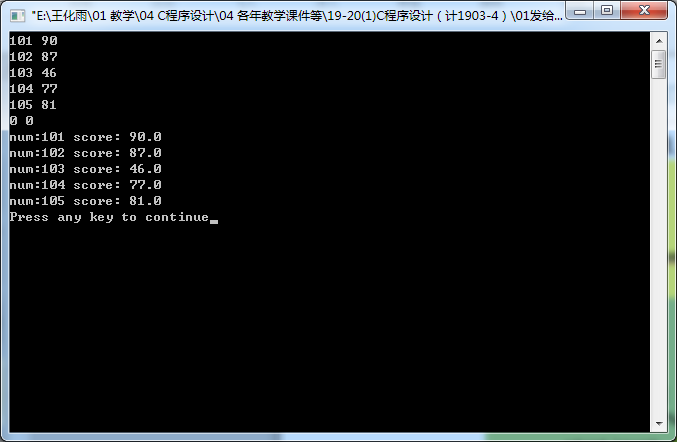 "E:\王化雨\01 教学\04 C程序设计\04 各年教学课件等\19-20(1)C程序设计（计1903-4）\01发给...
101 90
102 87
103 46
104 77
105 81
0 0
num:101 score: 90.0
num:102 score: 87.0
num:103 score: 46.0
num:104 score: 77.0
num:105 score: 81.0
Press any key to continue_